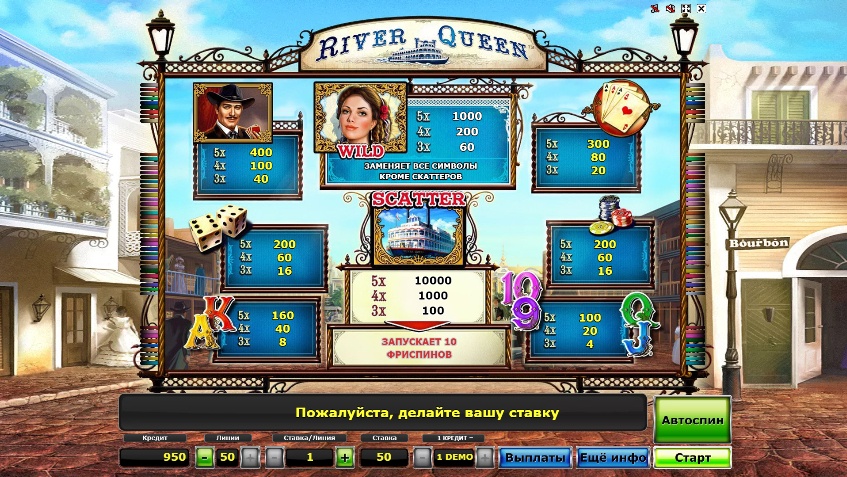 RIVER QUEEN
5x 400
4x 100
3x 40
WILD
5x 1000
4x 200
3x 60
ЗАМЕНЯЕТ ВСЕ СИМВОЛЫ
КРОМЕ СКАТТЕРОВ
5x 300
4x 80
3x 20
5x 200
4x 60
3x 16
SCATTER
5x 10000
4x 1000
3x 100
ЗАПУСКАЕТ 10
ФРИСПИНОВ
5x 200
4x 60
3x 16
A K
5x 160
4x 40
3x 8
10 9
5x 100
4x 20
3x 4
Q J
Bourbon
Пожалуйста, делайте вашу ставку
Автоспин
Кредит Линии Ставка/Линия Ставка 1 КРЕДИТ =
950 - 50 - 1 + 50 - 1 DEMO + Выплаты Ещё инфо Старт